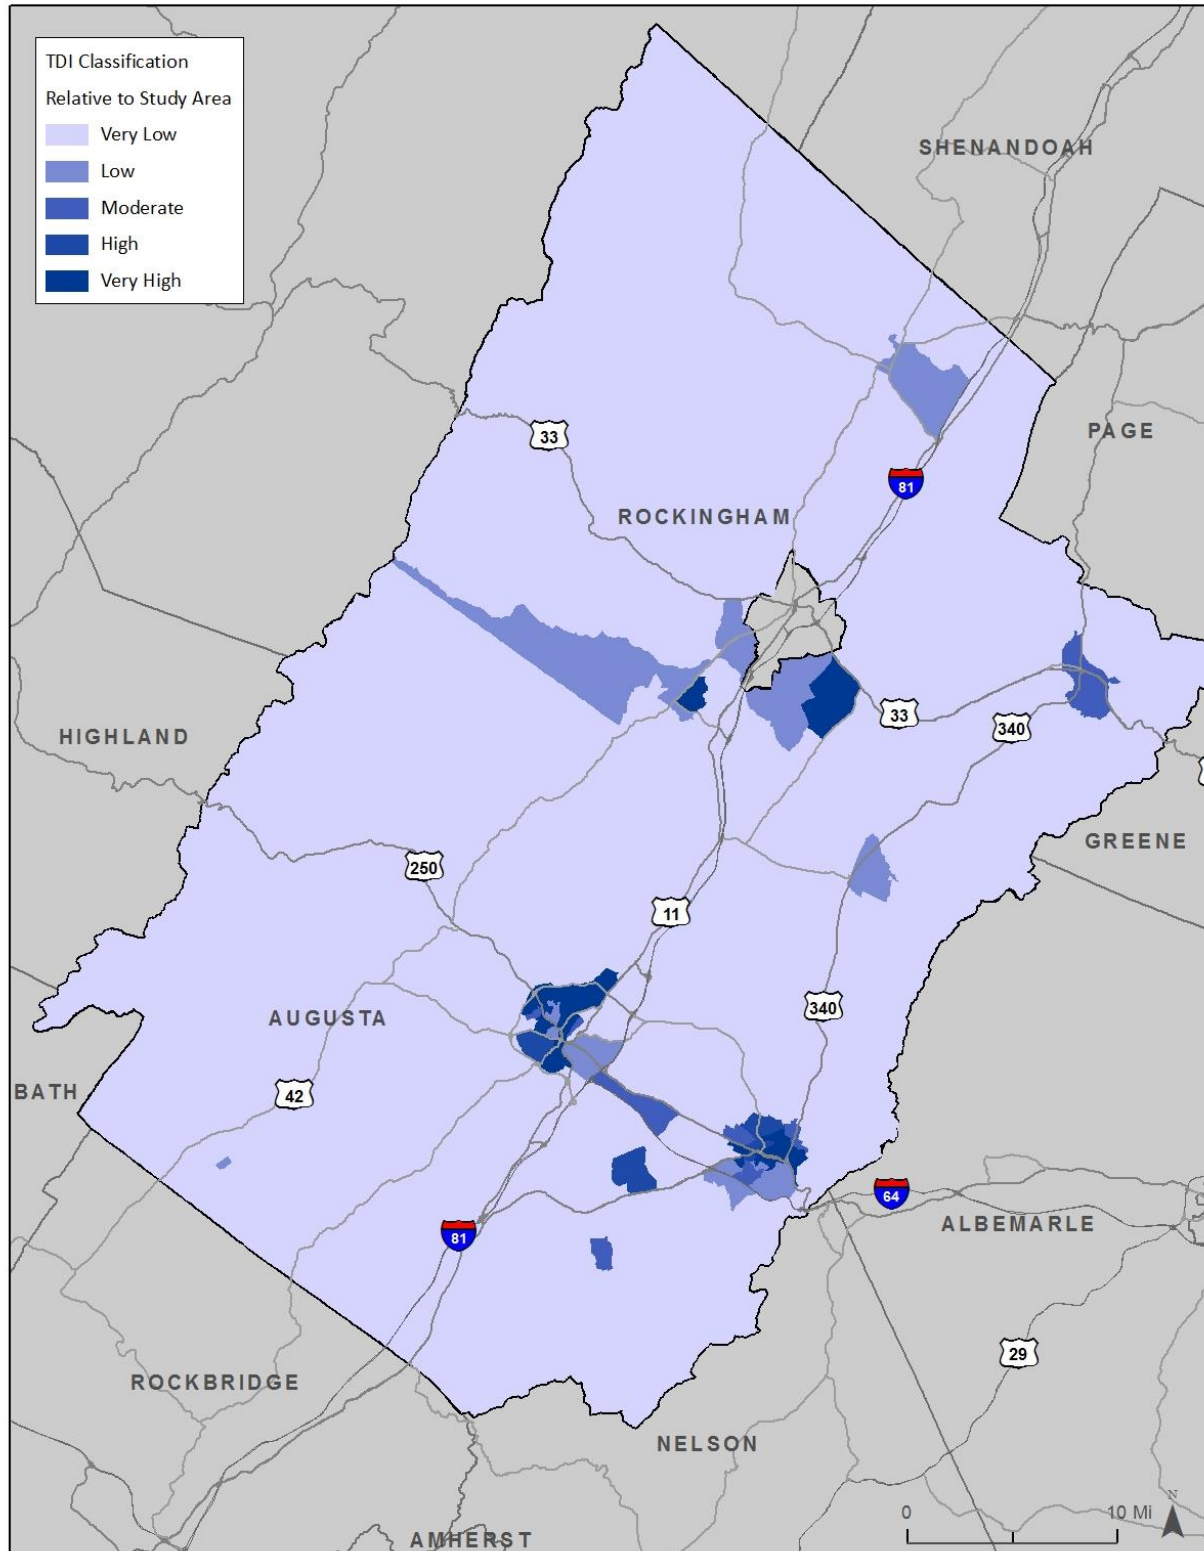 TDI Classification
Relative to Study Area
Very Low
Low
Moderate
High
Very High
SHENANDOAH
PAGE
33
81
ROCKINGHAM
33
340
HIGHLAND
GREENE
250
11
340
AUGUSTA
BATH
42
64
ALBEMARLE
81
29
ROCKBRIDGE
NELSON
N
0
10 Mi
AMHERST